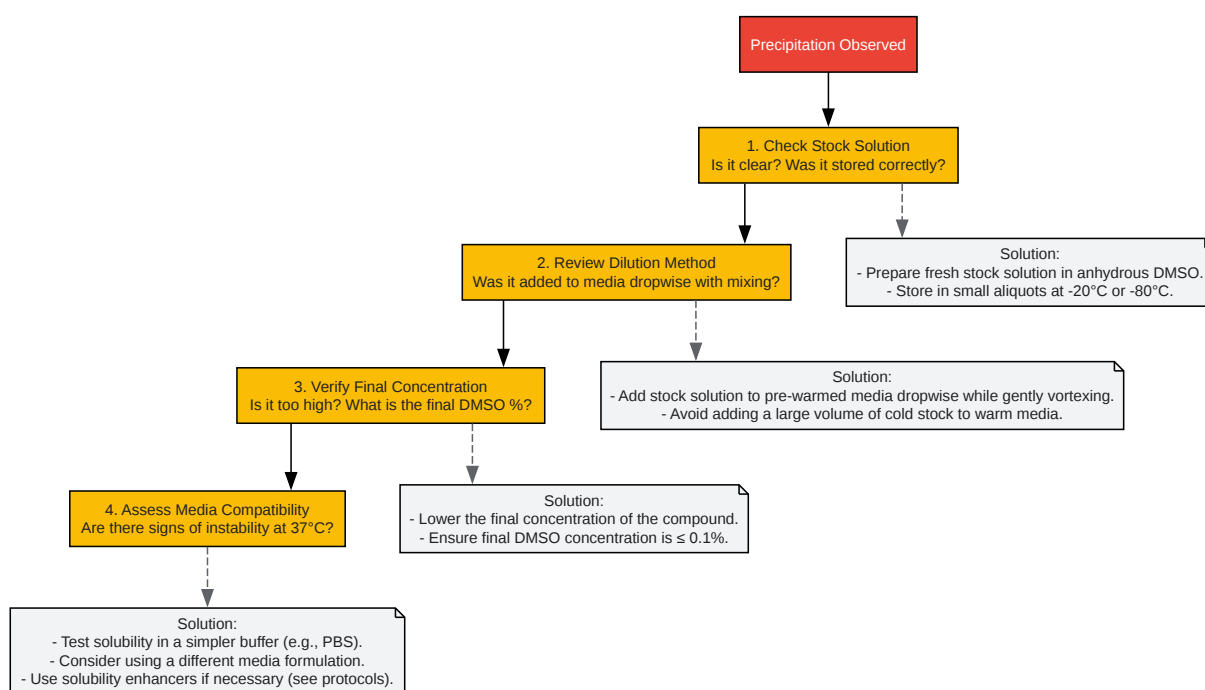 Precipitation Observed
1. Check Stock Solution
Is it clear? Was it stored correctly?
Solution:
- Prepare fresh stock solution in anhydrous DMSO.
- Store in small aliquots at -20°C or -80°C.
2. Review Dilution Method
Was it added to media dropwise with mixing?
Solution:
- Add stock solution to pre-warmed media dropwise while gently vortexing.
- Avoid adding a large volume of cold stock to warm media.
3. Verify Final Concentration
Is it too high? What is the final DMSO %?
Solution:
- Lower the final concentration of the compound.
- Ensure final DMSO concentration is ≤ 0.1%.
4. Assess Media Compatibility
Are there signs of instability at 37°C?
Solution:
- Test solubility in a simpler buffer (e.g., PBS).
- Consider using a different media formulation.
- Use solubility enhancers if necessary (see protocols).